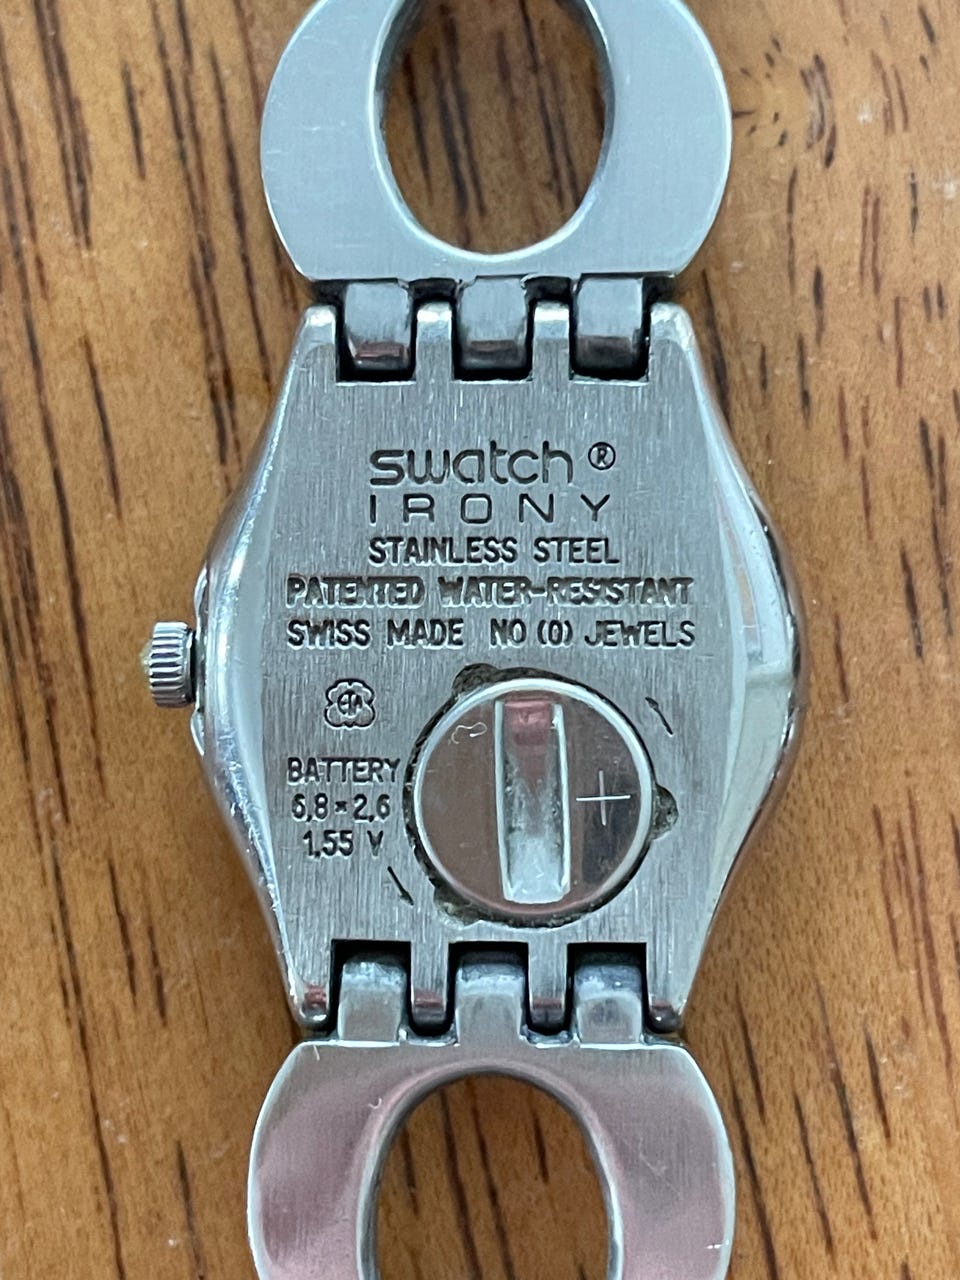 swatch®
IRONY
STAINLESS STEEL
PATENTED WATER-RESISTANT
SWISS MADE NO (0) JEWELS
ETA
BATTERY
6,8 × 2,6
1,55 V
+